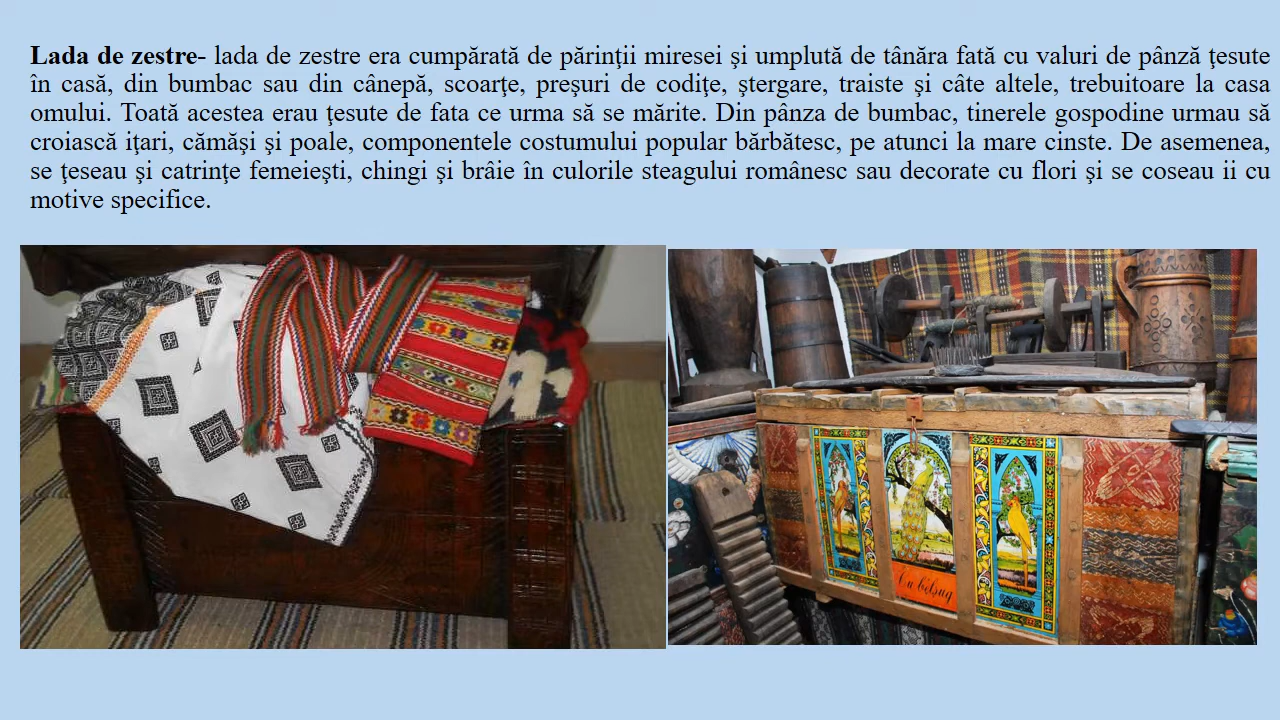 Lada de zestre- lada de zestre era cumpărată de părinţii miresei şi umplută de tânăra fată cu valuri de pânză ţesute
în casă, din bumbac sau din cânepă, scoarţe, preşuri de codiţe, ştergare, traiste şi câte altele, trebuitoare la casa
omului. Toată acestea erau ţesute de fata ce urma să se mărite. Din pânza de bumbac, tinerele gospodine urmau să
croiască iţari, cămăşi şi poale, componentele costumului popular bărbătesc, pe atunci la mare cinste. De asemenea,
se ţeseau şi catrinţe femeieşti, chingi şi brâie în culorile steagului românesc sau decorate cu flori şi se coseau ii cu
motive specifice.
Cu belşug